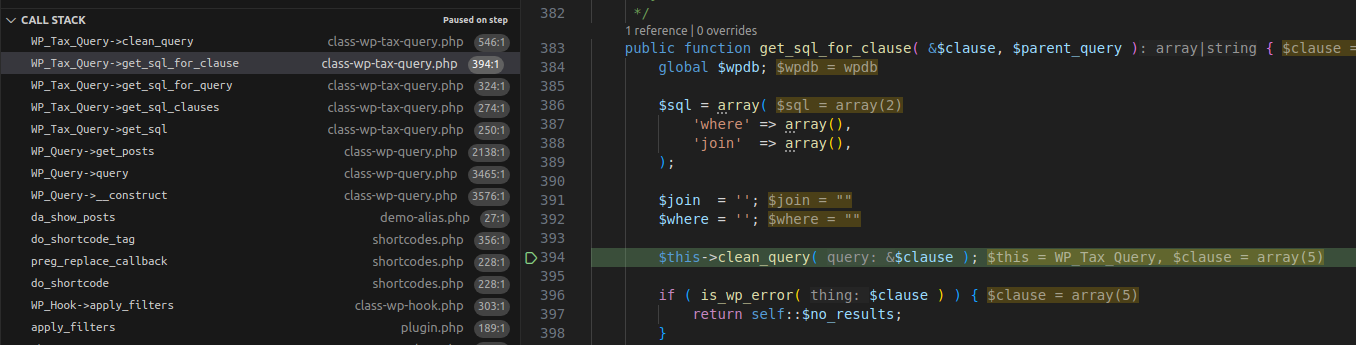 CALL STACK Paused on step
WP_Tax_Query->clean_query class-wp-tax-query.php 546:1
WP_Tax_Query->get_sql_for_clause class-wp-tax-query.php 394:1
WP_Tax_Query->get_sql_for_query class-wp-tax-query.php 324:1
WP_Tax_Query->get_sql_clauses class-wp-tax-query.php 274:1
WP_Tax_Query->get_sql class-wp-tax-query.php 250:1
WP_Query->get_posts class-wp-query.php 2138:1
WP_Query->query class-wp-query.php 3465:1
WP_Query->__construct class-wp-query.php 3576:1
da_show_posts demo-alias.php 27:1
do_shortcode_tag shortcodes.php 356:1
preg_replace_callback shortcodes.php 228:1
do_shortcode shortcodes.php 228:1
WP_Hook->apply_filters class-wp-hook.php 303:1
apply_filters plugin.php 189:1
382 */
1 reference | 0 overrides
383 public function get_sql_for_clause( &$clause, $parent_query ): array|string { $clause =
384 global $wpdb; $wpdb = wpdb
385
386 $sql = array( $sql = array(2)
387 'where' => array(),
388 'join' => array(),
389 );
390
391 $join = ''; $join = ""
392 $where = ''; $where = ""
393
394 $this->clean_query( query: &$clause ); $this = WP_Tax_Query, $clause = array(5)
395
396 if ( is_wp_error( thing: $clause ) ) { $clause = array(5)
397 return self::$no_results;
398 }